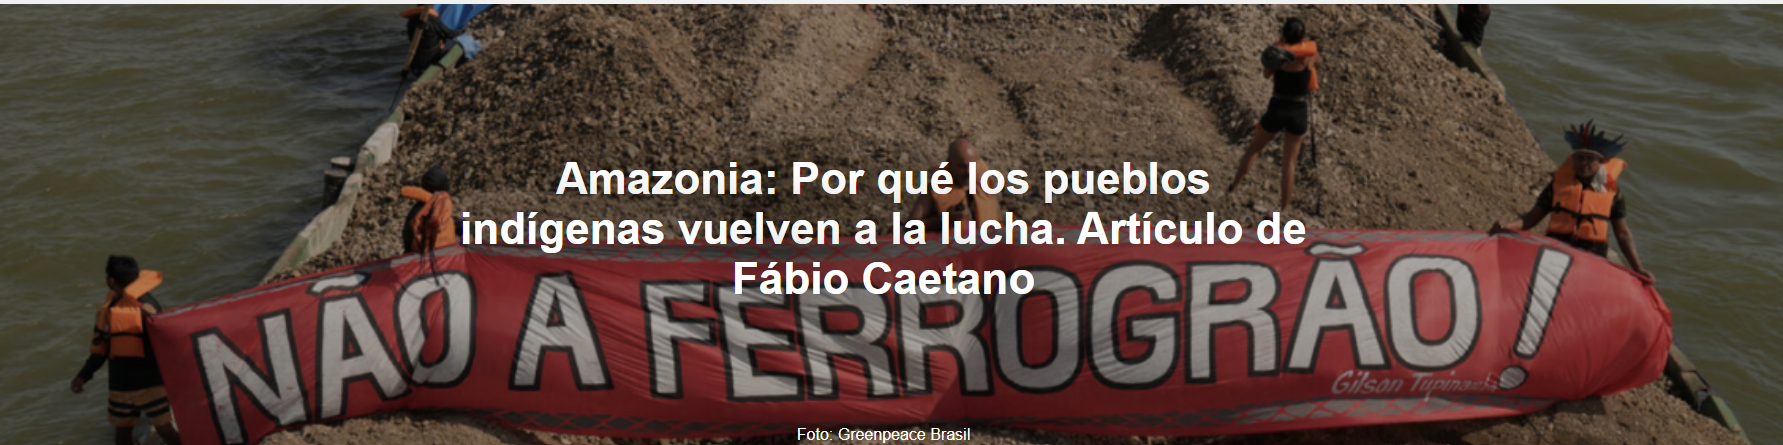 Amazonia: Por qué los pueblos
indígenas vuelven a la lucha. Artículo de
Fábio Caetano
NÃO A FERROGRÃO!
Gilson Tupinambá
Foto: Greenpeace Brasil